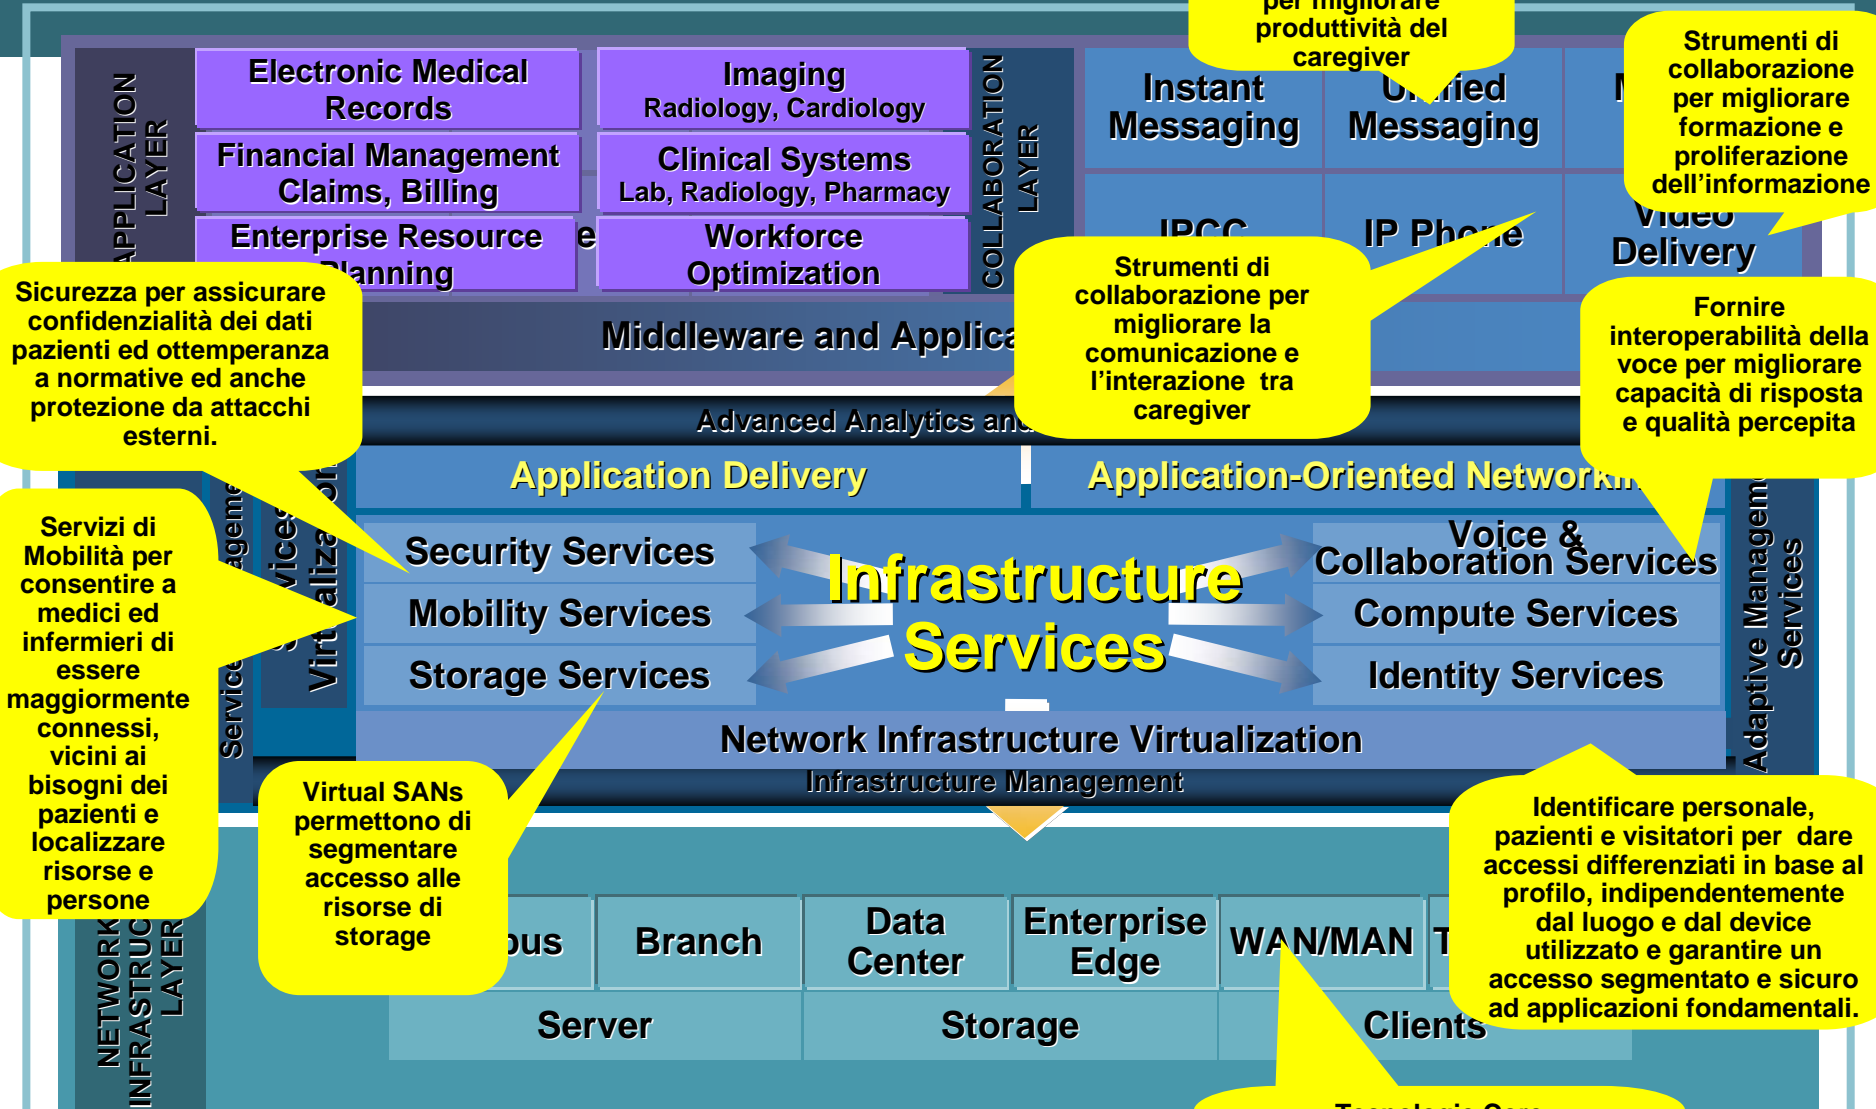 per migliorare
produttività del
caregiver
Strumenti di
collaborazione
per migliorare
formazione e
proliferazione
dell'informazione
APPLICATION
LAYER
Electronic Medical
Records
Imaging
Radiology, Cardiology
Financial Management
Claims, Billing
Clinical Systems
Lab, Radiology, Pharmacy
Enterprise Resource
Planning
Workforce
Optimization
COLLABORATION
LAYER
Instant
Messaging
Unified
Messaging
IPCC
IP Phone
Video
Delivery
Strumenti di
collaborazione per
migliorare la
comunicazione e
l'interazione tra
caregiver
Fornire
interoperabilità della
voce per migliorare
capacità di risposta
e qualità percepita
Sicurezza per assicurare
confidenzialità dei dati
pazienti ed ottemperanza
a normative ed anche
protezione da attacchi
esterni.
Middleware and
Advanced Analytics and
Application Delivery
Application-Oriented Networking
Servizi di
Mobilità per
consentire a
medici ed
infermieri di
essere
maggiormente
connessi,
vicini ai
bisogni dei
pazienti e
localizzare
risorse e
persone
Security Services
Mobility Services
Storage Services
Infrastructure
Services
Voice &
Collaboration Services
Compute Services
Identity Services
Adaptive Management
Services
Network Infrastructure Virtualization
Infrastructure Management
Virtual SANs
permettono di
segmentare
accesso alle
risorse di
storage
Identificare personale,
pazienti e visitatori per dare
accessi differenziati in base al
profilo, indipendentemente
dal luogo e dal device
utilizzato e garantire un
accesso segmentato e sicuro
ad applicazioni fondamentali.
NETWORK
LAYER
Branch
Data
Center
Enterprise
Edge
WAN/MAN
Server
Storage
Clients